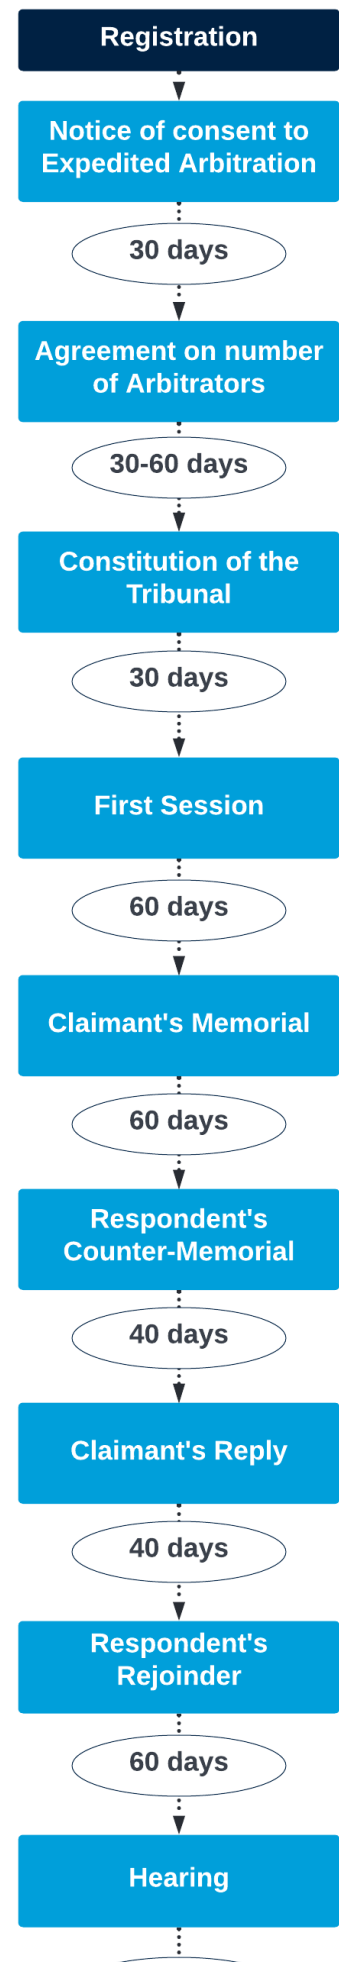 Registration
Notice of consent to
Expedited Arbitration
30 days
Agreement on number
of Arbitrators
30-60 days
Constitution of the
Tribunal
30 days
First Session
60 days
Claimant's Memorial
60 days
Respondent's
Counter-Memorial
40 days
Claimant's Reply
40 days
Respondent's
Rejoinder
60 days
Hearing